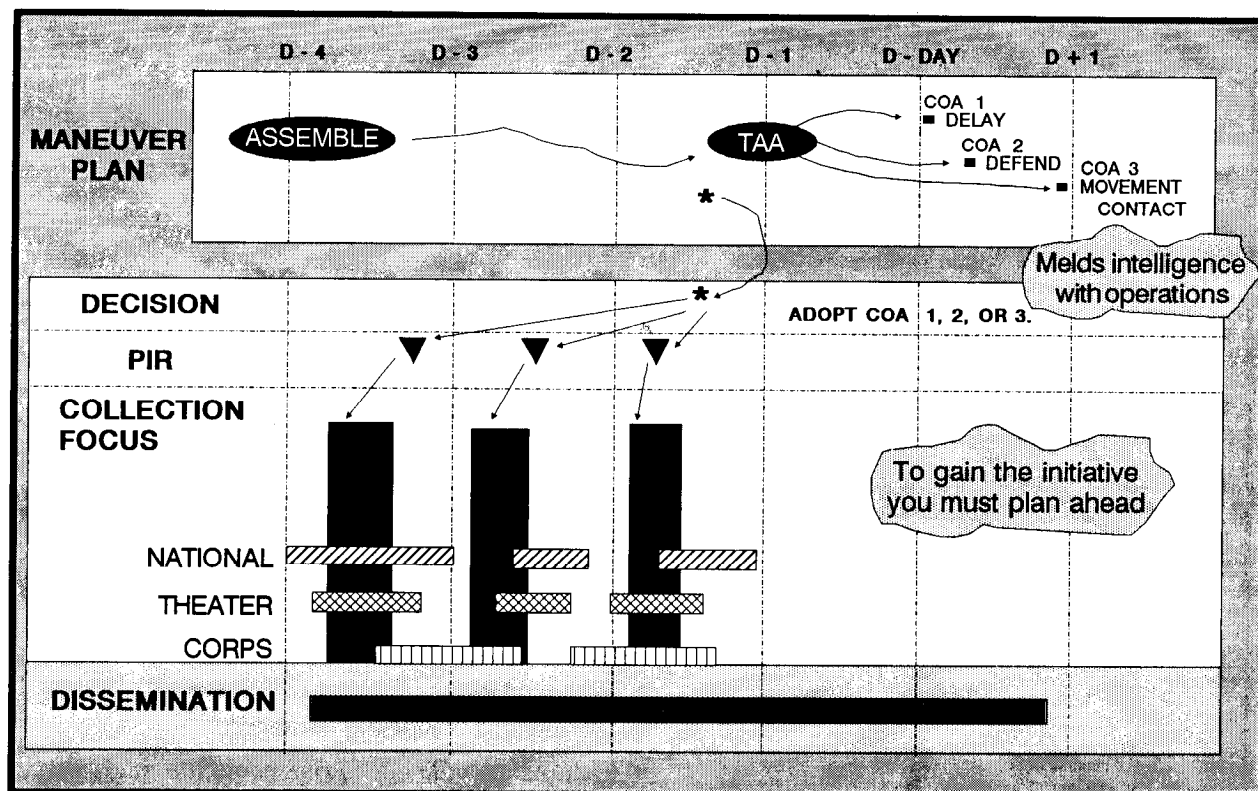 D-4 D-3 D-2 D-1 D-DAY D+1
MANEUVER
PLAN
ASSEMBLE
TAA
COA 1
DELAY
COA 2
DEFEND
COA 3
MOVEMENT
CONTACT
Melds intelligence
with operations
DECISION
*
*
ADOPT COA 1, 2, OR 3.
PIR
COLLECTION
FOCUS
To gain the initiative
you must plan ahead
NATIONAL
THEATER
CORPS
DISSEMINATION